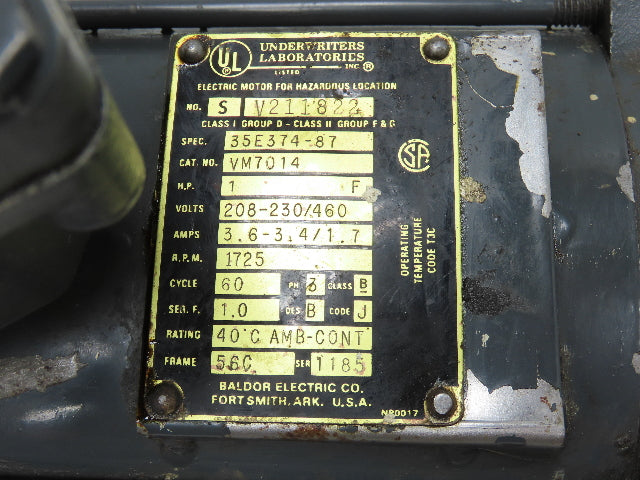 UL
®
UNDERWRITERS
LABORATORIES
LISTED INC.®
ELECTRIC MOTOR FOR HAZARDOUS LOCATION
NO. S V211822
CLASS I GROUP D - CLASS II GROUP F & G
SPEC. 35E374-87
CAT. NO. VM7014
H.P. 1 F
VOLTS 208-230/460
AMPS 3.6-3.4/1.7
R.P.M. 1725
CYCLE 60 PH 3 CLASS B
SER. F. 1.0 DES B CODE J
RATING 40°C AMB-CONT
FRAME 56C SER 1185
BALDOR ELECTRIC CO.
FORT SMITH, ARK. U.S.A.
NP0017
SA
OPERATING
TEMPERATURE
CODE T3C